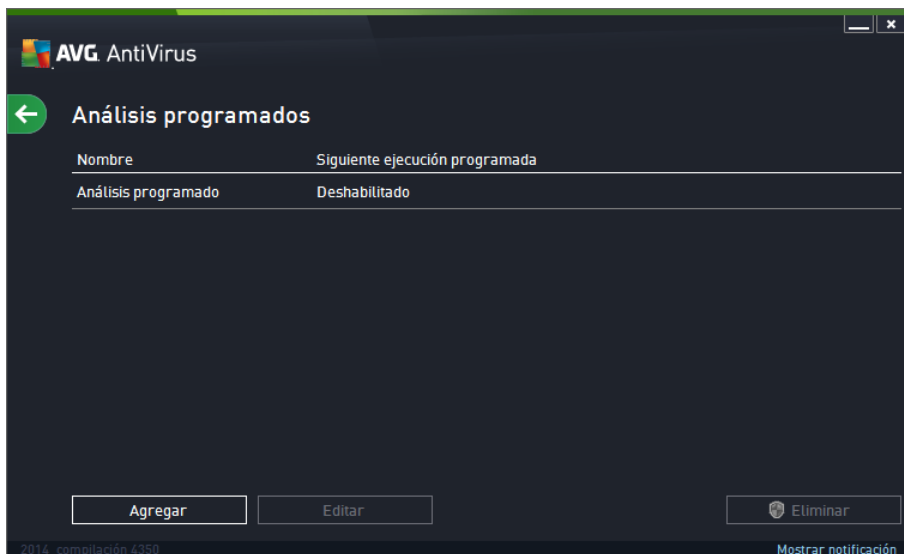 AVG. AntiVirus
Análisis programados
Nombre Siguiente ejecución programada
Análisis programado Deshabilitado
Agregar Editar Eliminar
2014 compilación 4350 Mostrar notificación